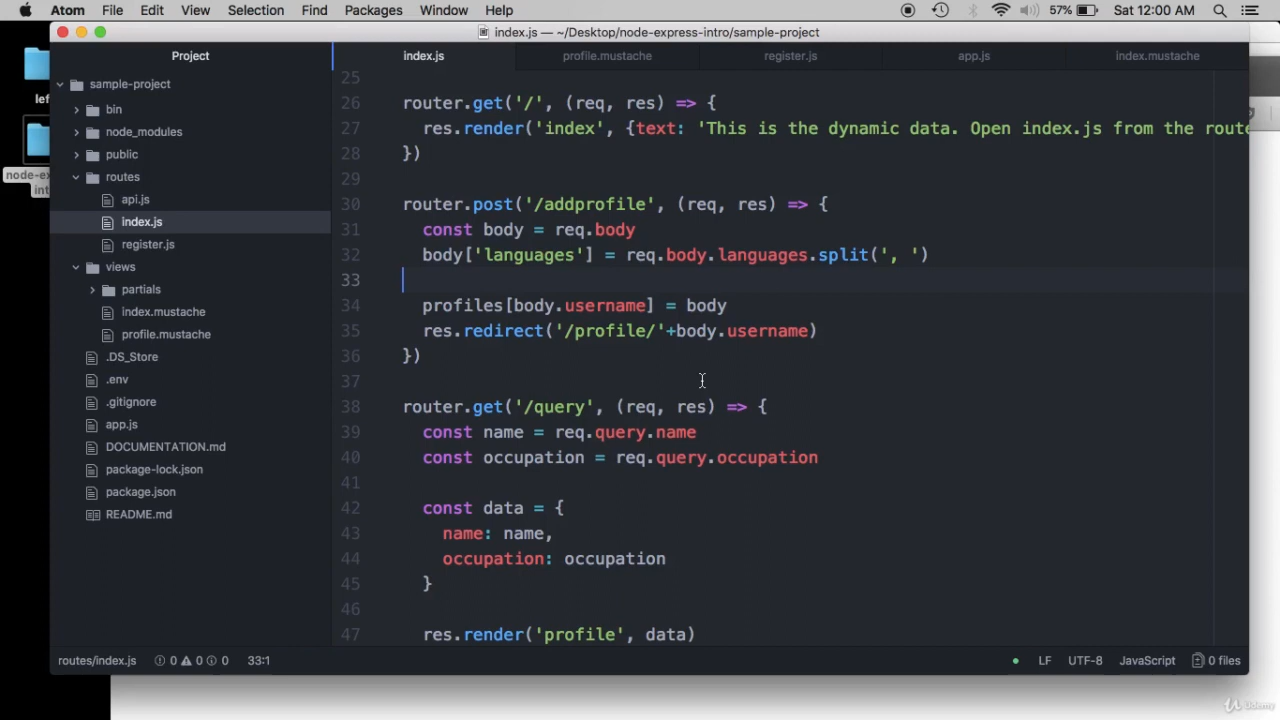 Atom File Edit View Selection Find Packages Window Help 57% Sat 12:00 AM
index.js — ~/Desktop/node-express-intro/sample-project
Project index.js profile.mustache register.js app.js index.mustache
sample-project
bin
node_modules
public
routes
api.js
index.js
register.js
views
partials
index.mustache
profile.mustache
.DS_Store
.env
.gitignore
app.js
DOCUMENTATION.md
package-lock.json
package.json
README.md
lef
node-ex
int
25
26 router.get('/', (req, res) => {
27 res.render('index', {text: 'This is the dynamic data. Open index.js from the route
28 })
29
30 router.post('/addprofile', (req, res) => {
31 const body = req.body
32 body['languages'] = req.body.languages.split(', ')
33
34 profiles[body.username] = body
35 res.redirect('/profile/'+body.username)
36 })
37
38 router.get('/query', (req, res) => {
39 const name = req.query.name
40 const occupation = req.query.occupation
41
42 const data = {
43 name: name,
44 occupation: occupation
45 }
46
47 res.render('profile', data)
routes/index.js 0 0 0 33:1 LF UTF-8 JavaScript 0 files
Udemy